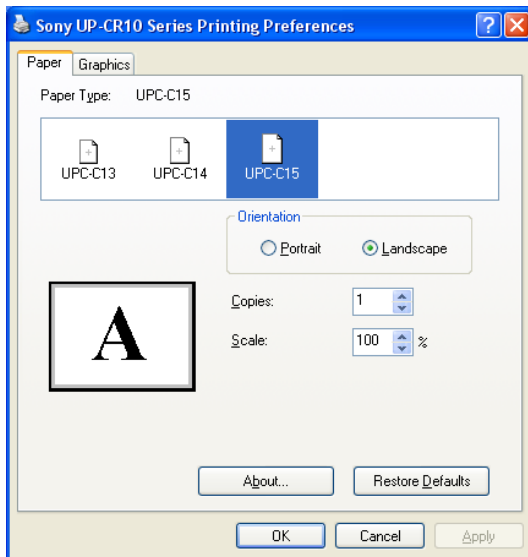 Sony UP-CR10 Series Printing Preferences
Paper Graphics
Paper Type: UPC-C15
UPC-C13 UPC-C14 UPC-C15
Orientation
Portrait Landscape
A
Copies: 1
Scale: 100 %
About... Restore Defaults
OK Cancel Apply